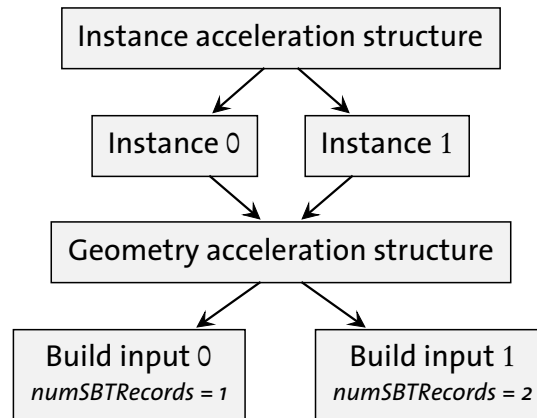 Instance acceleration structure
Instance 0
Instance 1
Geometry acceleration structure
Build input 0
numSBTRecords = 1
Build input 1
numSBTRecords = 2